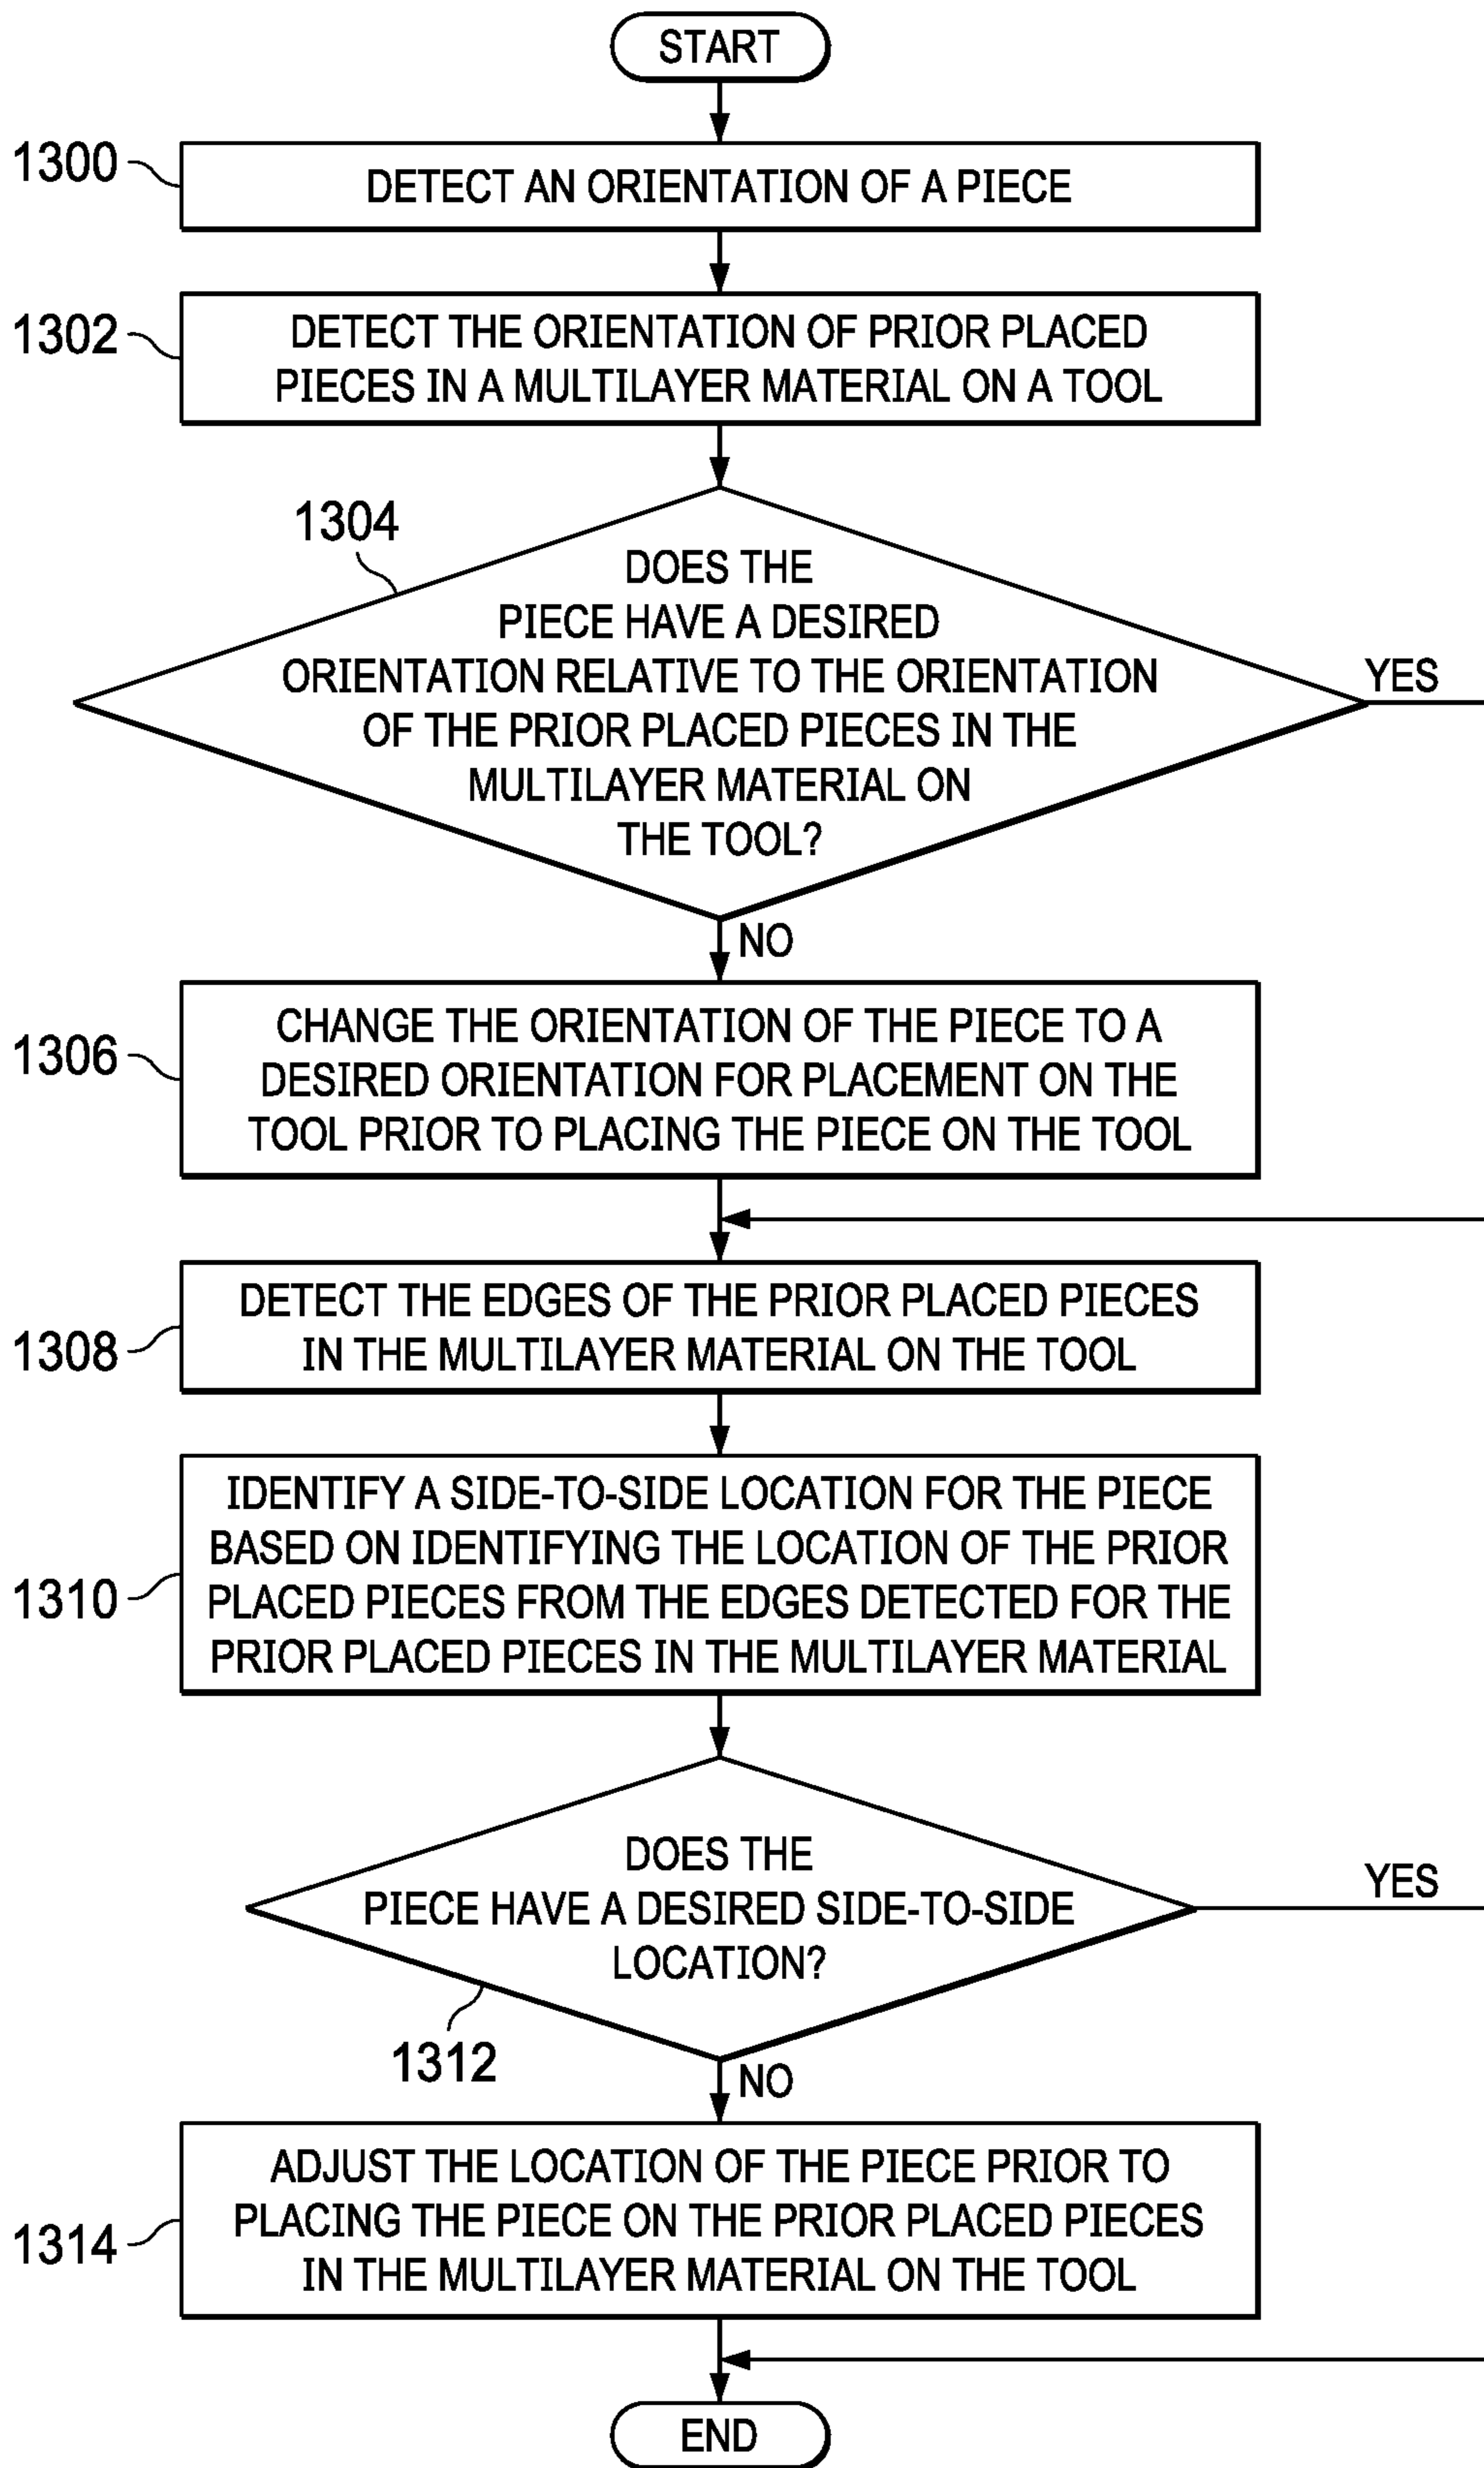 START
1300
DETECT AN ORIENTATION OF A PIECE
1302
DETECT THE ORIENTATION OF PRIOR PLACED
PIECES IN A MULTILAYER MATERIAL ON A TOOL
1304
DOES THE
PIECE HAVE A DESIRED
ORIENTATION RELATIVE TO THE ORIENTATION
OF THE PRIOR PLACED PIECES IN THE
MULTILAYER MATERIAL ON
THE TOOL?
YES
NO
1306
CHANGE THE ORIENTATION OF THE PIECE TO A
DESIRED ORIENTATION FOR PLACEMENT ON THE
TOOL PRIOR TO PLACING THE PIECE ON THE TOOL
1308
DETECT THE EDGES OF THE PRIOR PLACED PIECES
IN THE MULTILAYER MATERIAL ON THE TOOL
1310
IDENTIFY A SIDE-TO-SIDE LOCATION FOR THE PIECE
BASED ON IDENTIFYING THE LOCATION OF THE PRIOR
PLACED PIECES FROM THE EDGES DETECTED FOR THE
PRIOR PLACED PIECES IN THE MULTILAYER MATERIAL
DOES THE
PIECE HAVE A DESIRED SIDE-TO-SIDE
LOCATION?
YES
1312
NO
1314
ADJUST THE LOCATION OF THE PIECE PRIOR TO
PLACING THE PIECE ON THE PRIOR PLACED PIECES
IN THE MULTILAYER MATERIAL ON THE TOOL
END